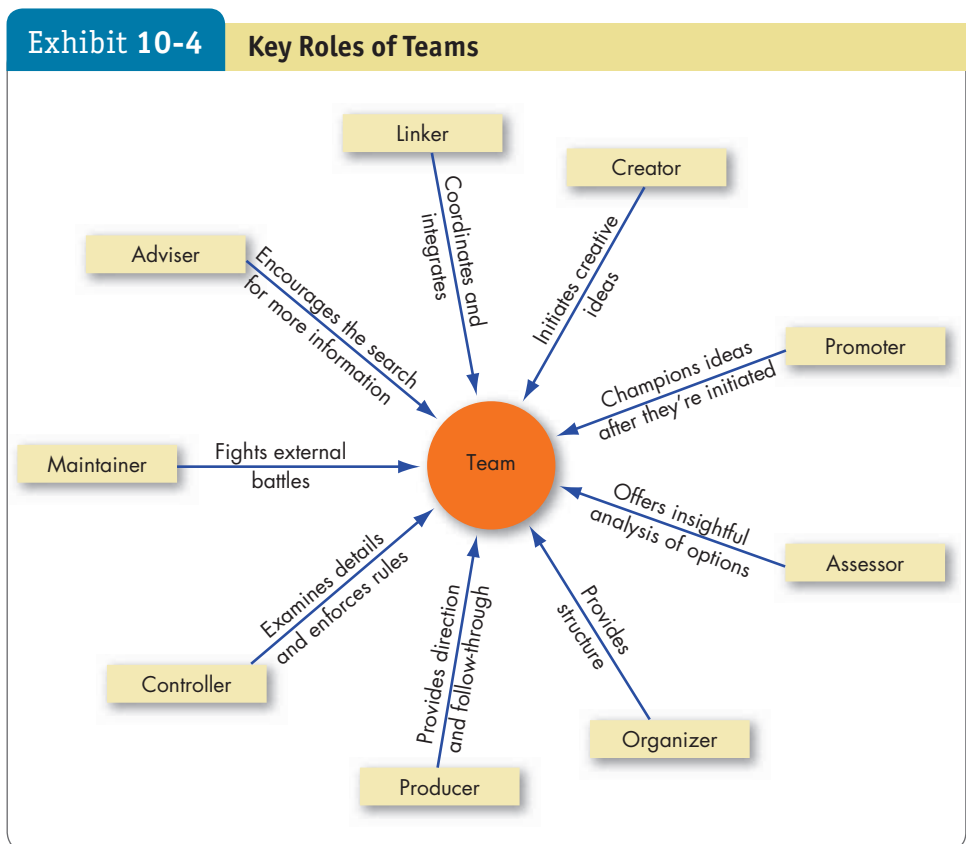 Exhibit 10-4
Key Roles of Teams
Linker
Coordinates and
integrates
Creator
Initiates creative
ideas
Promoter
Champions ideas
after they're initiated
Assessor
Offers insightful
analysis of options
Organizer
Provides
structure
Producer
Provides direction
and follow-through
Controller
Examines details
and enforces rules
Maintainer
Fights external
battles
Adviser
Encourages the search
for more information
Team